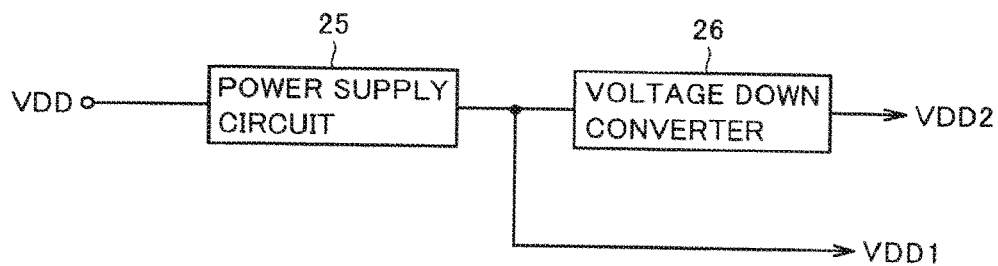 25
26
VDD
POWER SUPPLY
CIRCUIT
VOLTAGE DOWN
CONVERTER
VDD2
VDD1